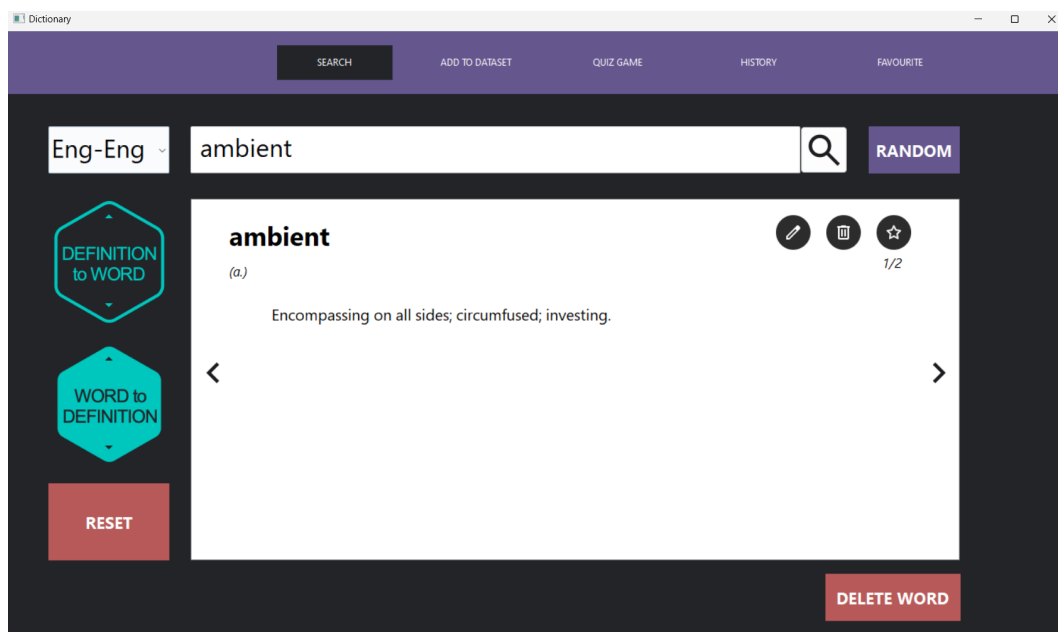 Dictionary
SEARCH
ADD TO DATASET
QUIZ GAME
HISTORY
FAVOURITE
Eng-Eng
ambient
RANDOM
DEFINITION
to WORD
WORD to
DEFINITION
RESET
ambient
(a.)
1/2
Encompassing on all sides; circumfused; investing.
DELETE WORD